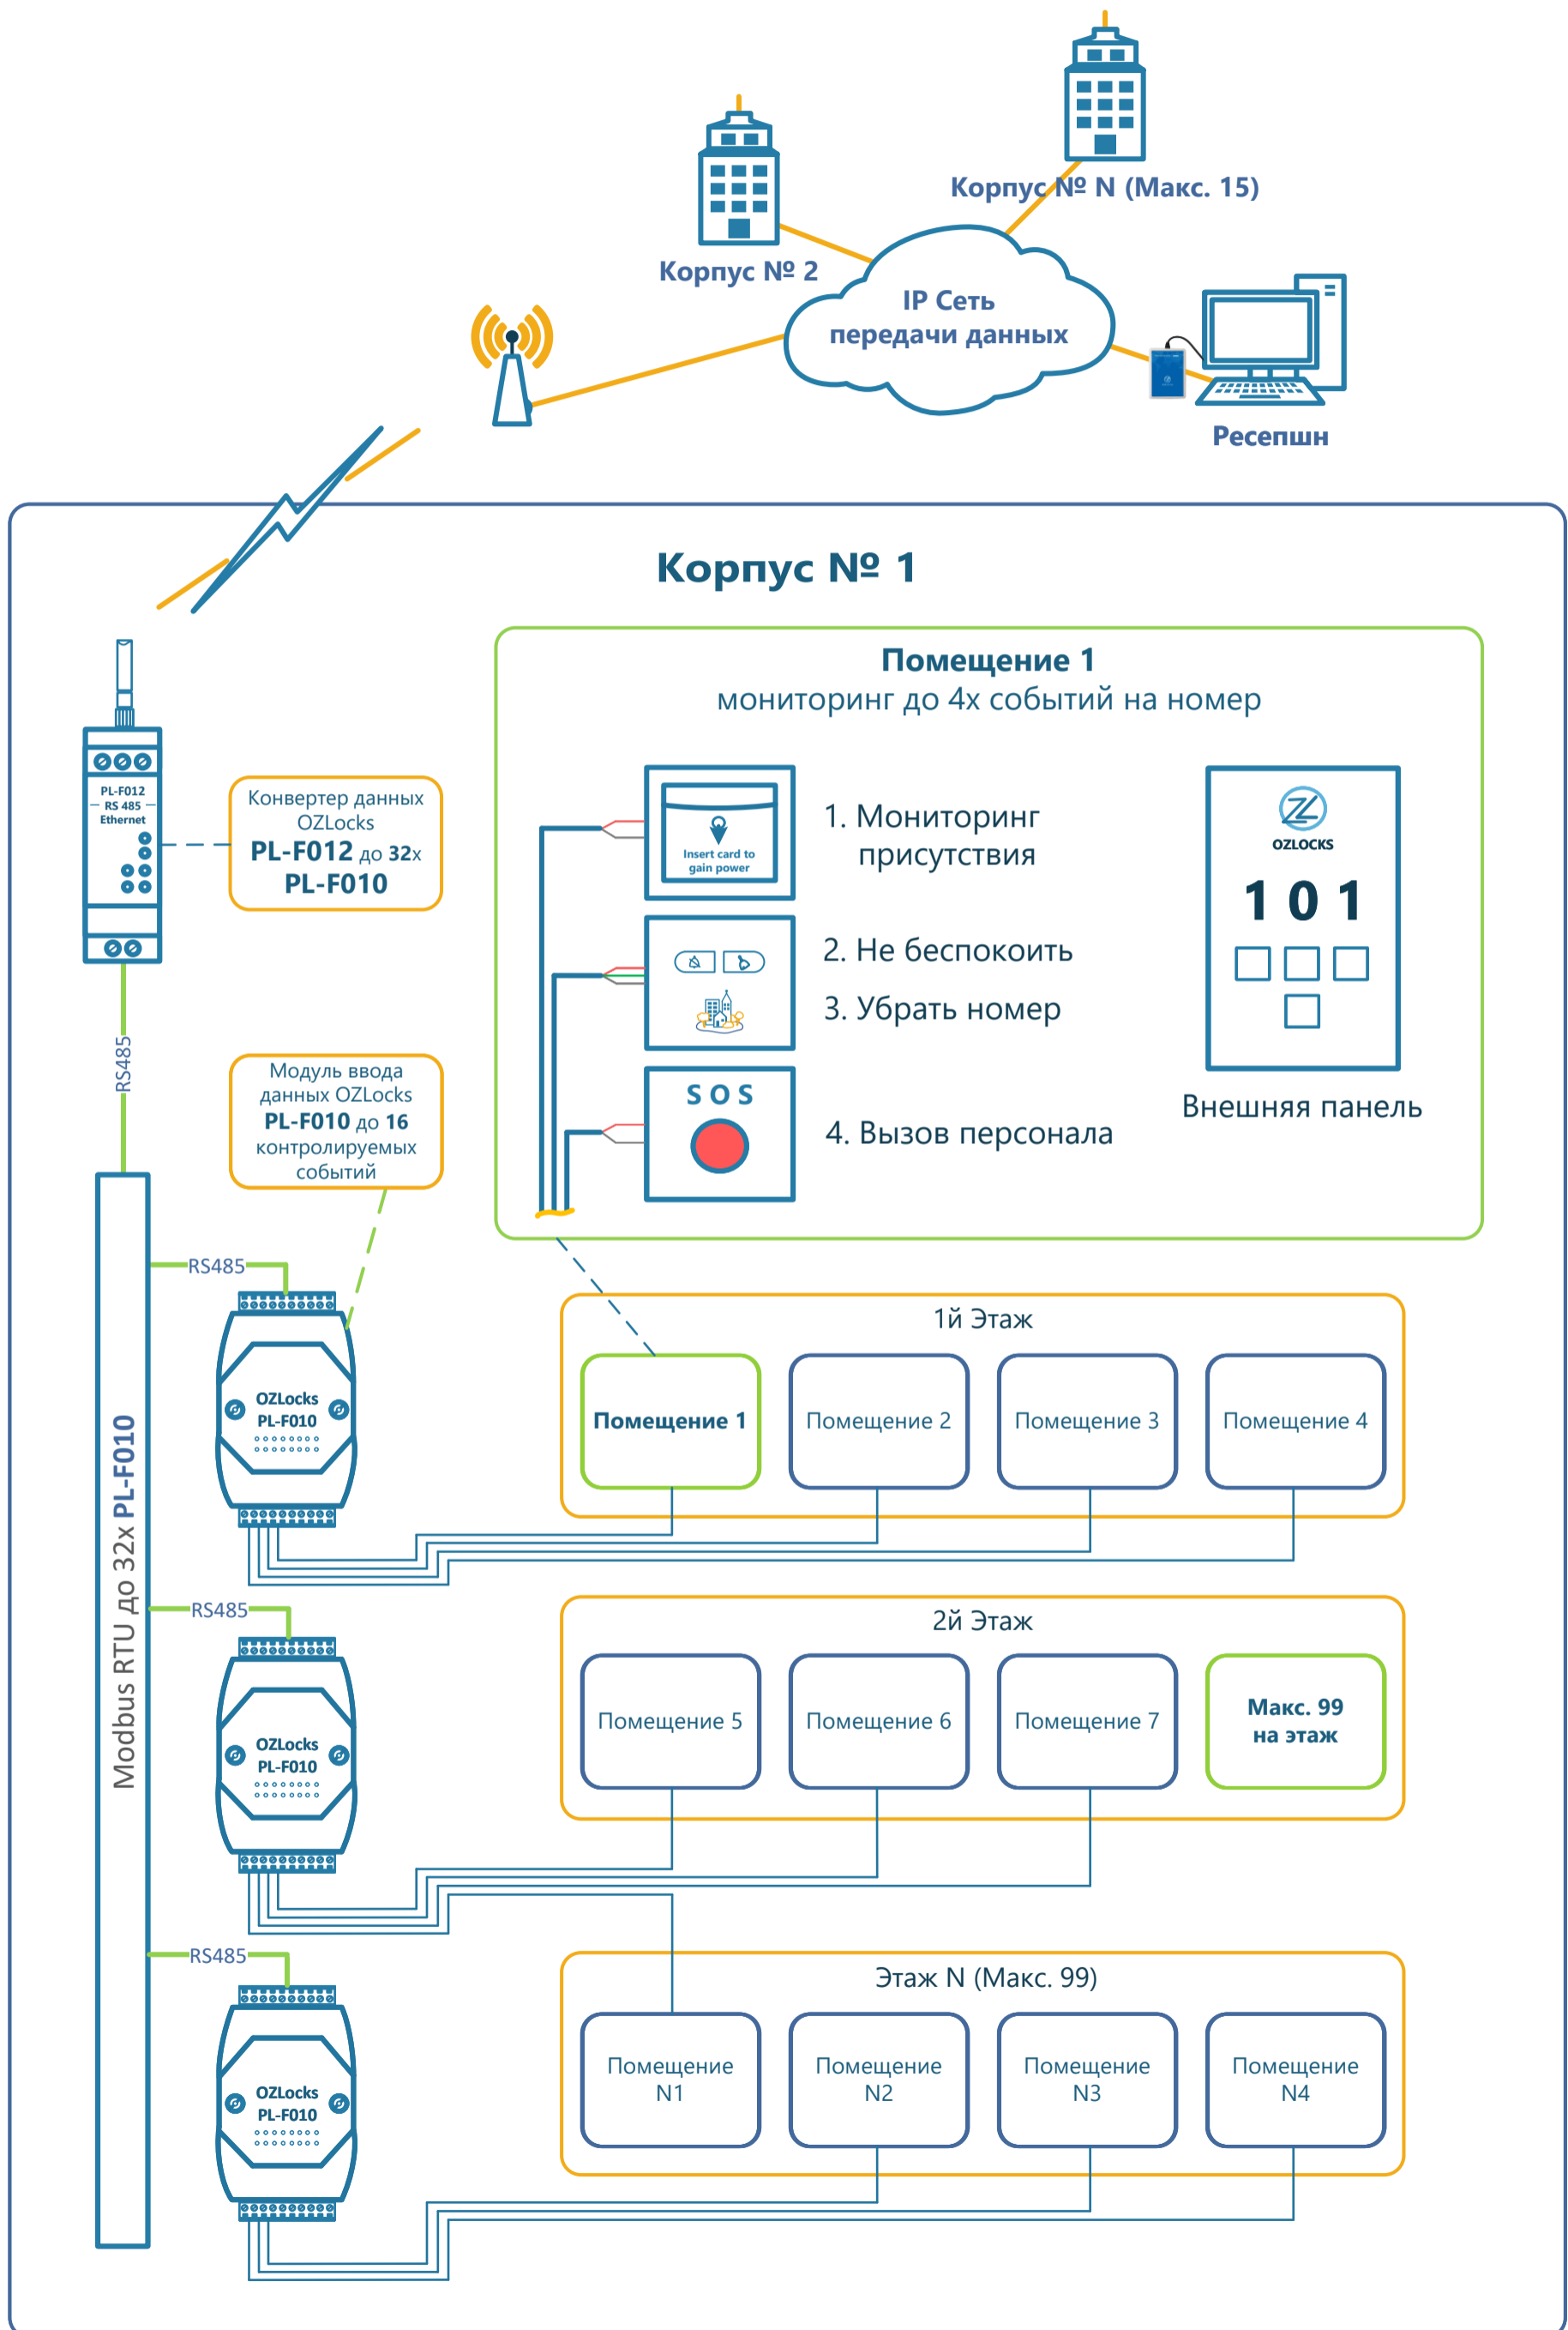 Корпус № N (Макс. 15)
Корпус № 2
IP Сеть
передачи данных
Ресепшн
Корпус № 1
Помещение 1
мониторинг до 4х событий на номер
PL-F012
RS 485
Ethernet
Конвертер данных
OZLocks
PL-F012 до 32х
PL-F010
Insert card to
gain power
1. Мониторинг
присутствия
2. Не беспокоить
3. Убрать номер
SOS
4. Вызов персонала
OZLOCKS
1 0 1
Внешняя панель
RS485
Модуль ввода
данных OZLocks
PL-F010 до 16
контролируемых
событий
Modbus RTU до 32х PL-F010
RS485
OZLocks
PL-F010
1й Этаж
Помещение 1
Помещение 2
Помещение 3
Помещение 4
RS485
OZLocks
PL-F010
2й Этаж
Помещение 5
Помещение 6
Помещение 7
Макс. 99
на этаж
RS485
OZLocks
PL-F010
Этаж N (Макс. 99)
Помещение
N1
Помещение
N2
Помещение
N3
Помещение
N4